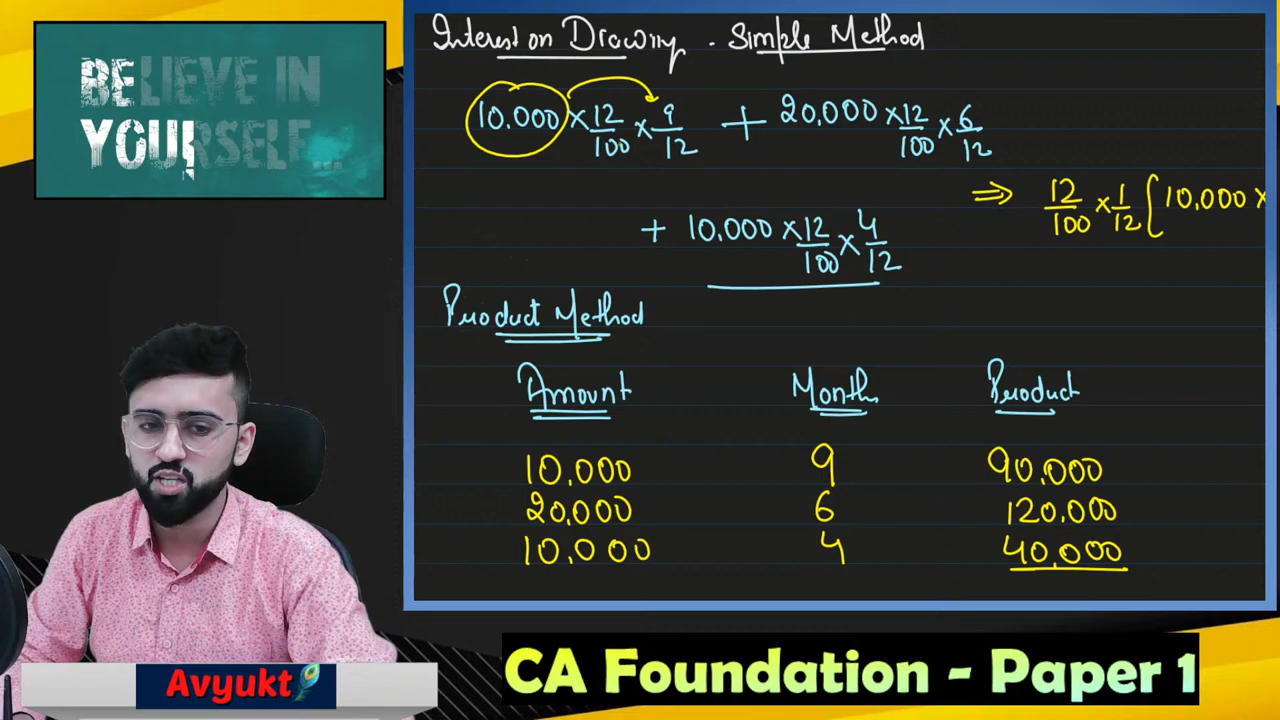 BELIEVE IN
YOURSELF...
Interest on Drawing - Simple Method
10,000 × 12/100 × 9/12 + 20,000 × 12/100 × 6/12
⇒ 12/100 × 1/12 [10,000 ×
+ 10,000 × 12/100 × 4/12
Product Method
Amount Months Product
10,000 9 90,000
20,000 6 120,000
10,000 4 40,000
Avyukt
CA Foundation - Paper 1